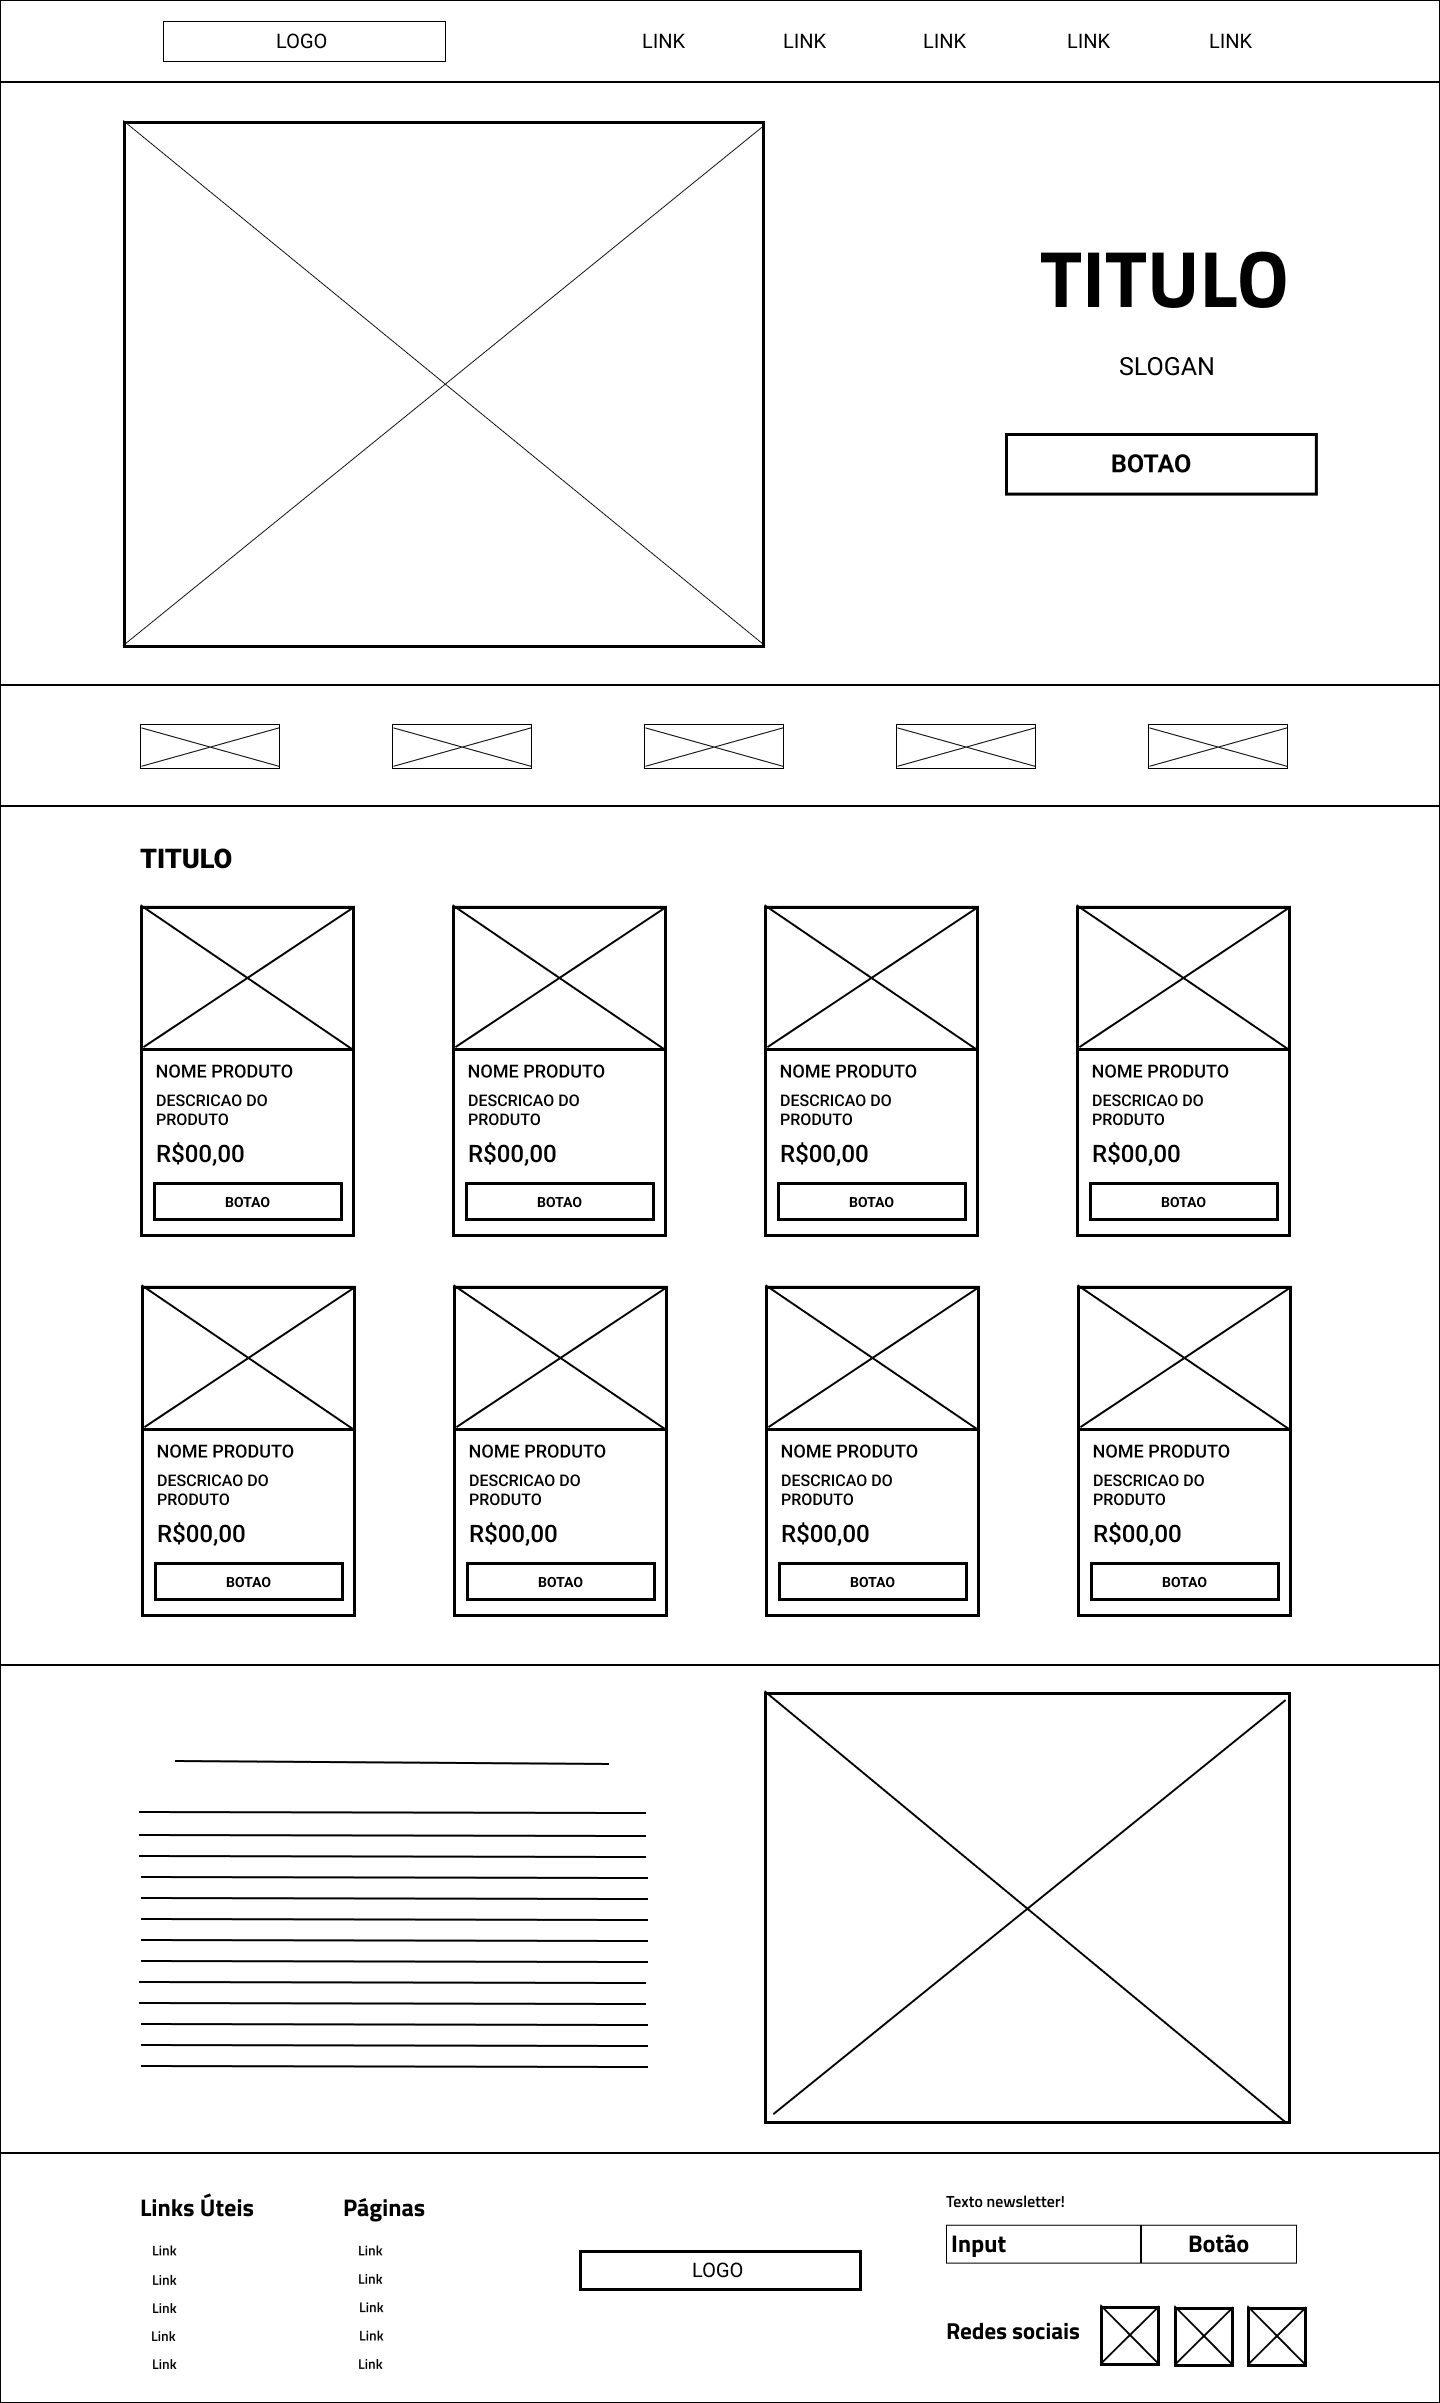 LOGO
LINK
LINK
LINK
LINK
LINK
TITULO
SLOGAN
BOTAO
TITULO
NOME PRODUTO
DESCRICAO DO
PRODUTO
R$00,00
BOTAO
NOME PRODUTO
DESCRICAO DO
PRODUTO
R$00,00
BOTAO
NOME PRODUTO
DESCRICAO DO
PRODUTO
R$00,00
BOTAO
NOME PRODUTO
DESCRICAO DO
PRODUTO
R$00,00
BOTAO
NOME PRODUTO
DESCRICAO DO
PRODUTO
R$00,00
BOTAO
NOME PRODUTO
DESCRICAO DO
PRODUTO
R$00,00
BOTAO
NOME PRODUTO
DESCRICAO DO
PRODUTO
R$00,00
BOTAO
NOME PRODUTO
DESCRICAO DO
PRODUTO
R$00,00
BOTAO
Links Úteis
Link
Link
Link
Link
Link
Páginas
Link
Link
Link
Link
Link
LOGO
Texto newsletter!
Input
Botão
Redes sociais